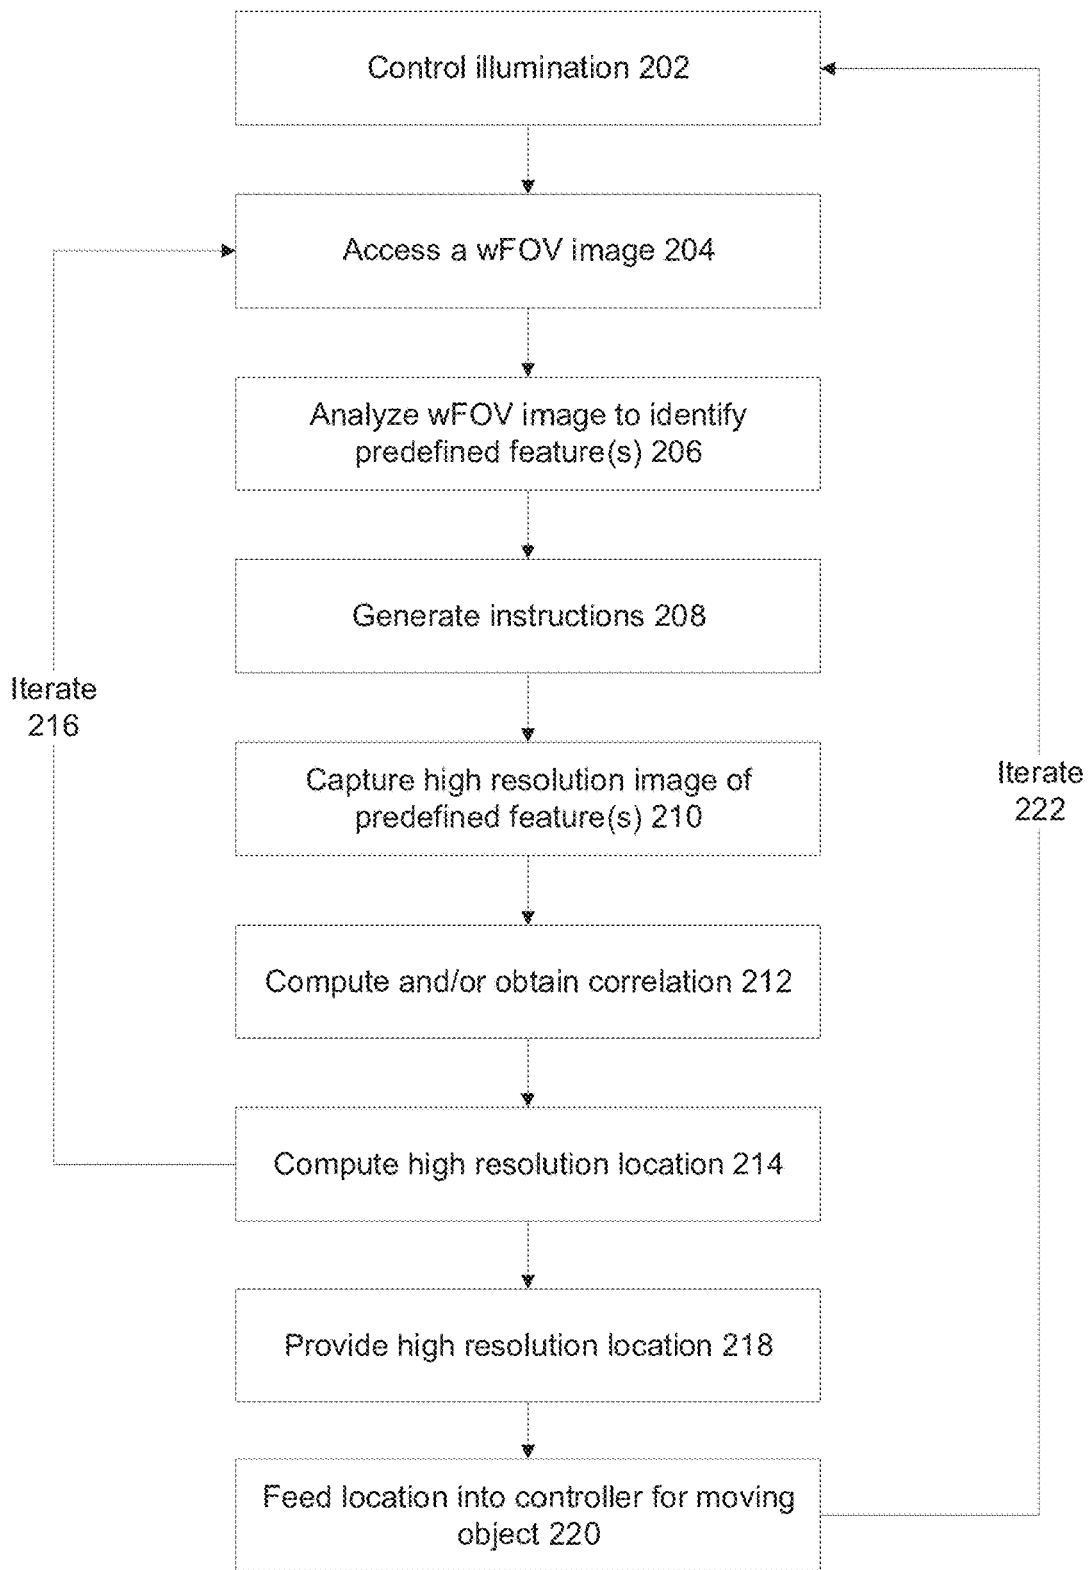 Control illumination 202
Access a wFOV image 204
Analyze wFOV image to identify
predefined feature(s) 206
Generate instructions 208
Iterate
216
Capture high resolution image of
predefined feature(s) 210
Iterate
222
Compute and/or obtain correlation 212
Compute high resolution location 214
Provide high resolution location 218
Feed location into controller for moving
object 220